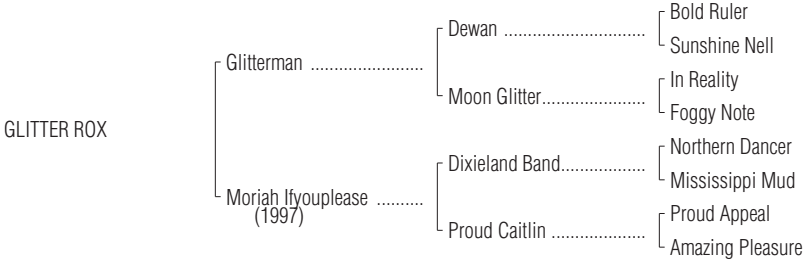 Bold Ruler
Dewan ..............................
Sunshine Nell
Glitterman ........................
In Reality
Moon Glitter......................
Foggy Note
GLITTER ROX
Northern Dancer
Dixieland Band..................
Mississippi Mud
Moriah Ifyouplease ..........
(1997)
Proud Appeal
Proud Caitlin ....................
Amazing Pleasure